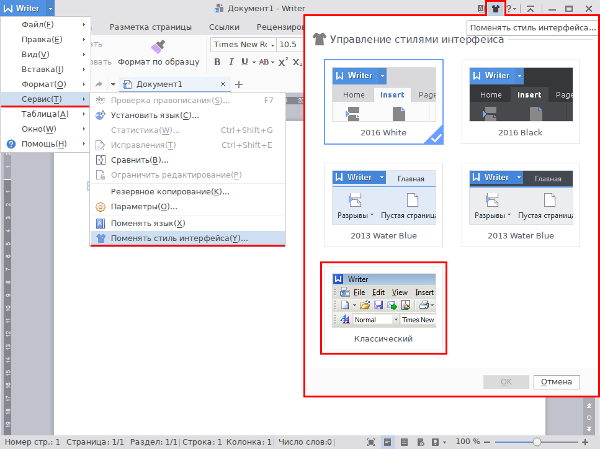 Writer
Документ1 - Writer
Файл(F)
Правка(E)
Вид(V)
Вставка(I)
Формат(O)
Сервис(T)
Таблица(A)
Окно(W)
Помощь(H)
Разметка страницы Ссылки Рецензиров
Times New Ro 10.5
Формат по образцу
B I U AB X² X₂
Документ1
Проверка правописания(S)... F7
Установить язык(C)...
Статистика(W)... Ctrl+Shift+G
Исправления(T) Ctrl+Shift+E
Сравнить(B)...
Ограничить редактирование(P)
Резервное копирование(K)...
Параметры(O)...
Поменять язык(X)
Поменять стиль интерфейса(Y)...
Поменять стиль интерфейса...
Управление стилями интерфейса
Writer
Home Insert Page
2016 White
Writer
Home Insert Page
2016 Black
Writer Главная
Разрывы Пустая страница
2013 Water Blue
Writer Главная
Разрывы Пустая страница
2013 Water Blue
Writer
File Edit View Insert
Normal Times New
Классический
OK Отмена
Номер стр.: 1 Страница: 1/1 Раздел: 1/1 Строка: 1 Колонка: 1 Число слов:0 100 %